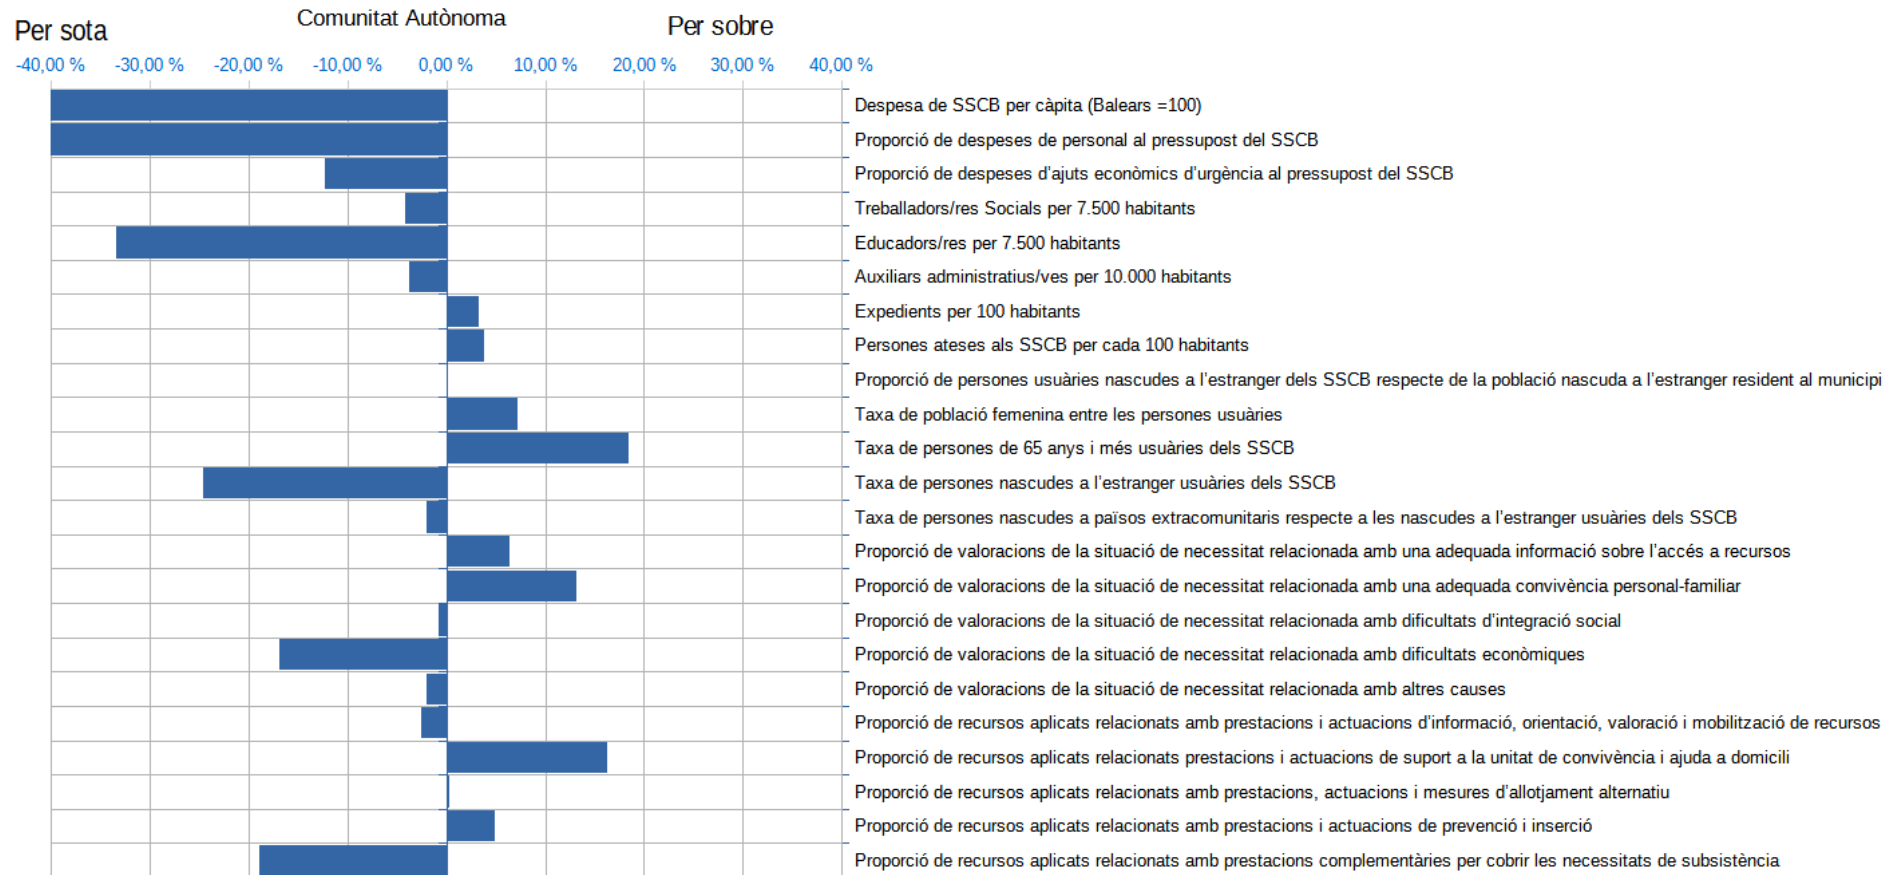 Comunitat Autònoma
Per sota
Per sobre
-40,00 % -30,00 % -20,00 % -10,00 % 0,00 % 10,00 % 20,00 % 30,00 % 40,00 %
Despesa de SSCB per càpita (Balears =100)
Proporció de despeses de personal al pressupost del SSCB
Proporció de despeses d’ajuts econòmics d’urgència al pressupost del SSCB
Treballadors/res Socials per 7.500 habitants
Educadors/res per 7.500 habitants
Auxiliars administratius/ves per 10.000 habitants
Expedients per 100 habitants
Persones ateses als SSCB per cada 100 habitants
Proporció de persones usuàries nascudes a l’estranger dels SSCB respecte de la població nascuda a l’estranger resident al municipi
Taxa de població femenina entre les persones usuàries
Taxa de persones de 65 anys i més usuàries dels SSCB
Taxa de persones nascudes a l’estranger usuàries dels SSCB
Taxa de persones nascudes a països extracomunitaris respecte a les nascudes a l’estranger usuàries dels SSCB
Proporció de valoracions de la situació de necessitat relacionada amb una adequada informació sobre l’accés a recursos
Proporció de valoracions de la situació de necessitat relacionada amb una adequada convivència personal-familiar
Proporció de valoracions de la situació de necessitat relacionada amb dificultats d’integració social
Proporció de valoracions de la situació de necessitat relacionada amb dificultats econòmiques
Proporció de valoracions de la situació de necessitat relacionada amb altres causes
Proporció de recursos aplicats relacionats amb prestacions i actuacions d’informació, orientació, valoració i mobilització de recursos
Proporció de recursos aplicats relacionats prestacions i actuacions de suport a la unitat de convivència i ajuda a domicili
Proporció de recursos aplicats relacionats amb prestacions, actuacions i mesures d’allotjament alternatiu
Proporció de recursos aplicats relacionats amb prestacions i actuacions de prevenció i inserció
Proporció de recursos aplicats relacionats amb prestacions complementàries per cobrir les necessitats de subsistència